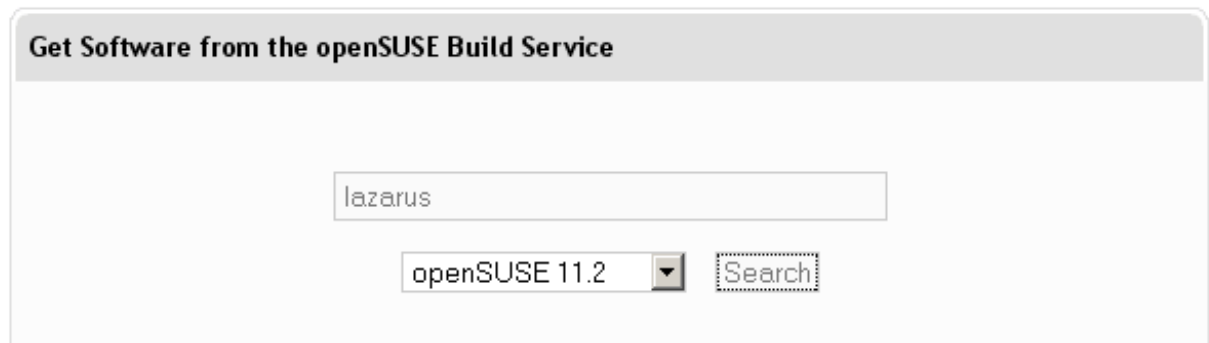 Get Software from the openSUSE Build Service
lazarus
openSUSE 11.2 Search